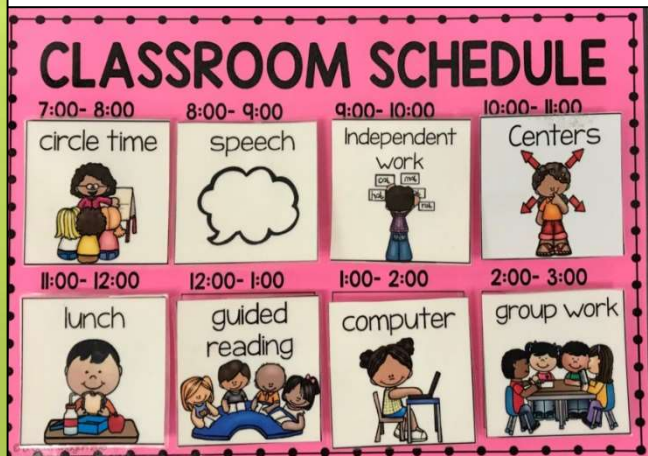 CLASSROOM SCHEDULE
7:00- 8:00 8:00- 9:00 9:00- 10:00 10:00- 11:00
circle time speech Independent work Centers
11:00- 12:00 12:00- 1:00 1:00- 2:00 2:00- 3:00
lunch guided reading computer group work